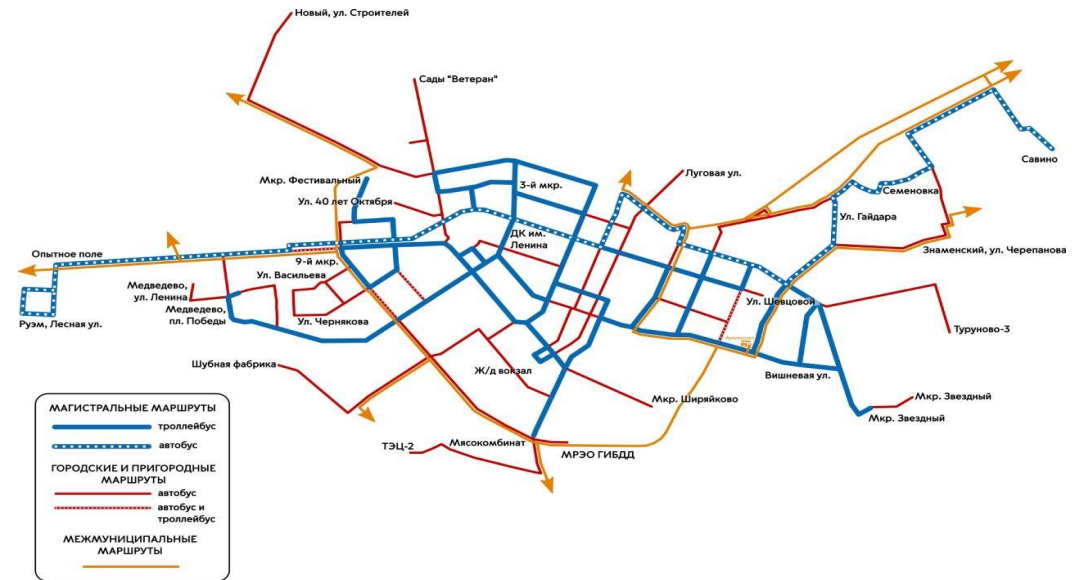 Новый, ул. Строителей
Сады "Ветеран"
Мкр. Фестивальный
Ул. 40 лет Октября
3-й мкр.
Луговая ул.
Савино
Семеновка
Ул. Гайдара
ДК им.
Ленина
Знаменский, ул. Черепанова
Опытное поле
9-й мкр.
Ул. Васильева
Медведево,
ул. Ленина
Медведево,
пл. Победы
Ул. Чернякова
Ул. Шевцовой
Руэм, Лесная ул.
Туруново-3
Шубная фабрика
Ж/д вокзал
Вишневая ул.
Мкр. Ширяйково
Мкр. Звездный
Мкр. Звездный
ТЭЦ-2
Мясокомбинат
МРЭО ГИБДД
МАГИСТРАЛЬНЫЕ МАРШРУТЫ
троллейбус
автобус
ГОРОДСКИЕ И ПРИГОРОДНЫЕ
МАРШРУТЫ
автобус
автобус и
троллейбус
МЕЖМУНИЦИПАЛЬНЫЕ
МАРШРУТЫ